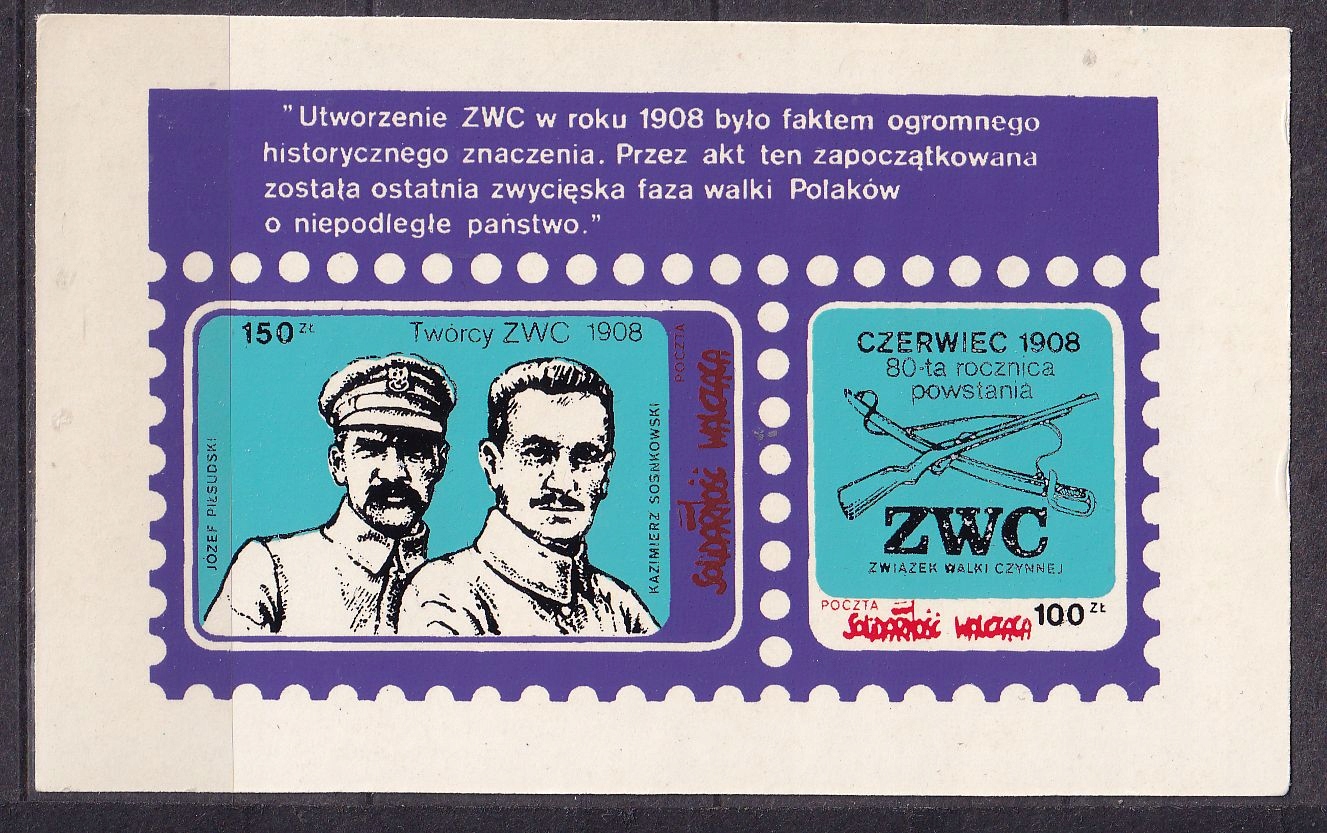 "Utworzenie ZWC w roku 1908 było faktem ogromnego
historycznego znaczenia. Przez akt ten zapoczątkowana
została ostatnia zwycięska faza walki Polaków
o niepodległe państwo."
150 ZŁ
Twórcy ZWC 1908
JÓZEF PIŁSUDSKI
KAZIMIERZ SOSNKOWSKI
POCZTA
SOLIDARNOŚĆ WALCZĄCA
CZERWIEC 1908
80-ta rocznica
powstania
ZWC
ZWIĄZEK WALKI CZYNNEJ
POCZTA
SOLIDARNOŚĆ WALCZĄCA
100 ZŁ